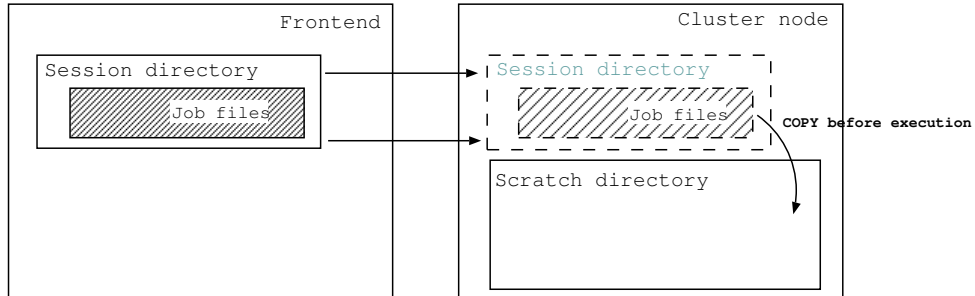 Frontend
Session directory
Job files
Cluster node
Session directory
Job files
COPY before execution
Scratch directory